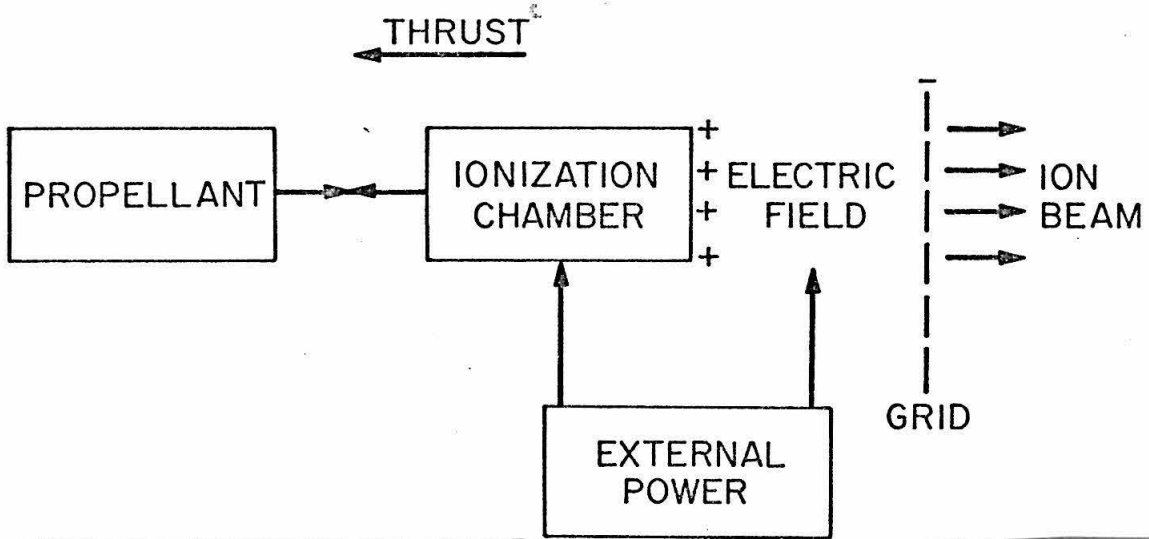 THRUST
PROPELLANT
IONIZATION
CHAMBER
+
+
+
+
ELECTRIC
FIELD
−
ION
BEAM
GRID
EXTERNAL
POWER